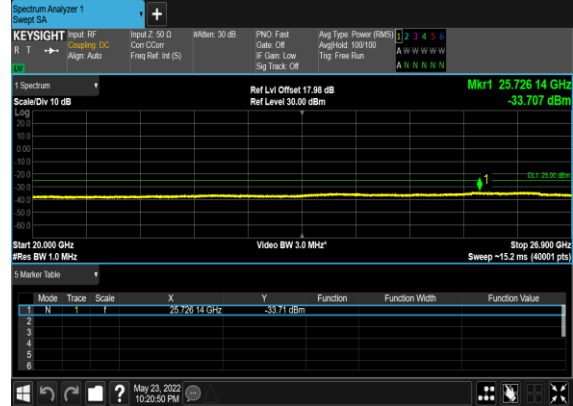 Spectrum Analyzer 1
Swept SA
+
KEYSIGHT Input: RF Input Z: 50 Ω #Atten: 30 dB PNO: Fast Avg Type: Power (RMS) 1 2 3 4 5 6
R T Coupling: DC Corr CCorr Gate: Off Avg|Hold: 100/100 A W W W W W
Align: Auto Freq Ref: Int (S) IF Gain: Low Trig: Free Run
LW Sig Track: Off A N N N N N
1 Spectrum Ref Lvl Offset 17.98 dB Mkr1 25.726 14 GHz
Scale/Div 10 dB Ref Level 30.00 dBm -33.707 dBm
Log
20.0
10.0
0.00
-10.0
-20.0
1 DL1 -25.00 dBm
-30.0
-40.0
-50.0
-60.0
Start 20.000 GHz Video BW 3.0 MHz* Stop 26.900 GHz
#Res BW 1.0 MHz Sweep ~15.2 ms (40001 pts)
5 Marker Table
Mode Trace Scale X Y Function Function Width Function Value
1 N 1 f 25.726 14 GHz -33.71 dBm
2
3
4
5
6
? May 23, 2022
10:20:50 PM